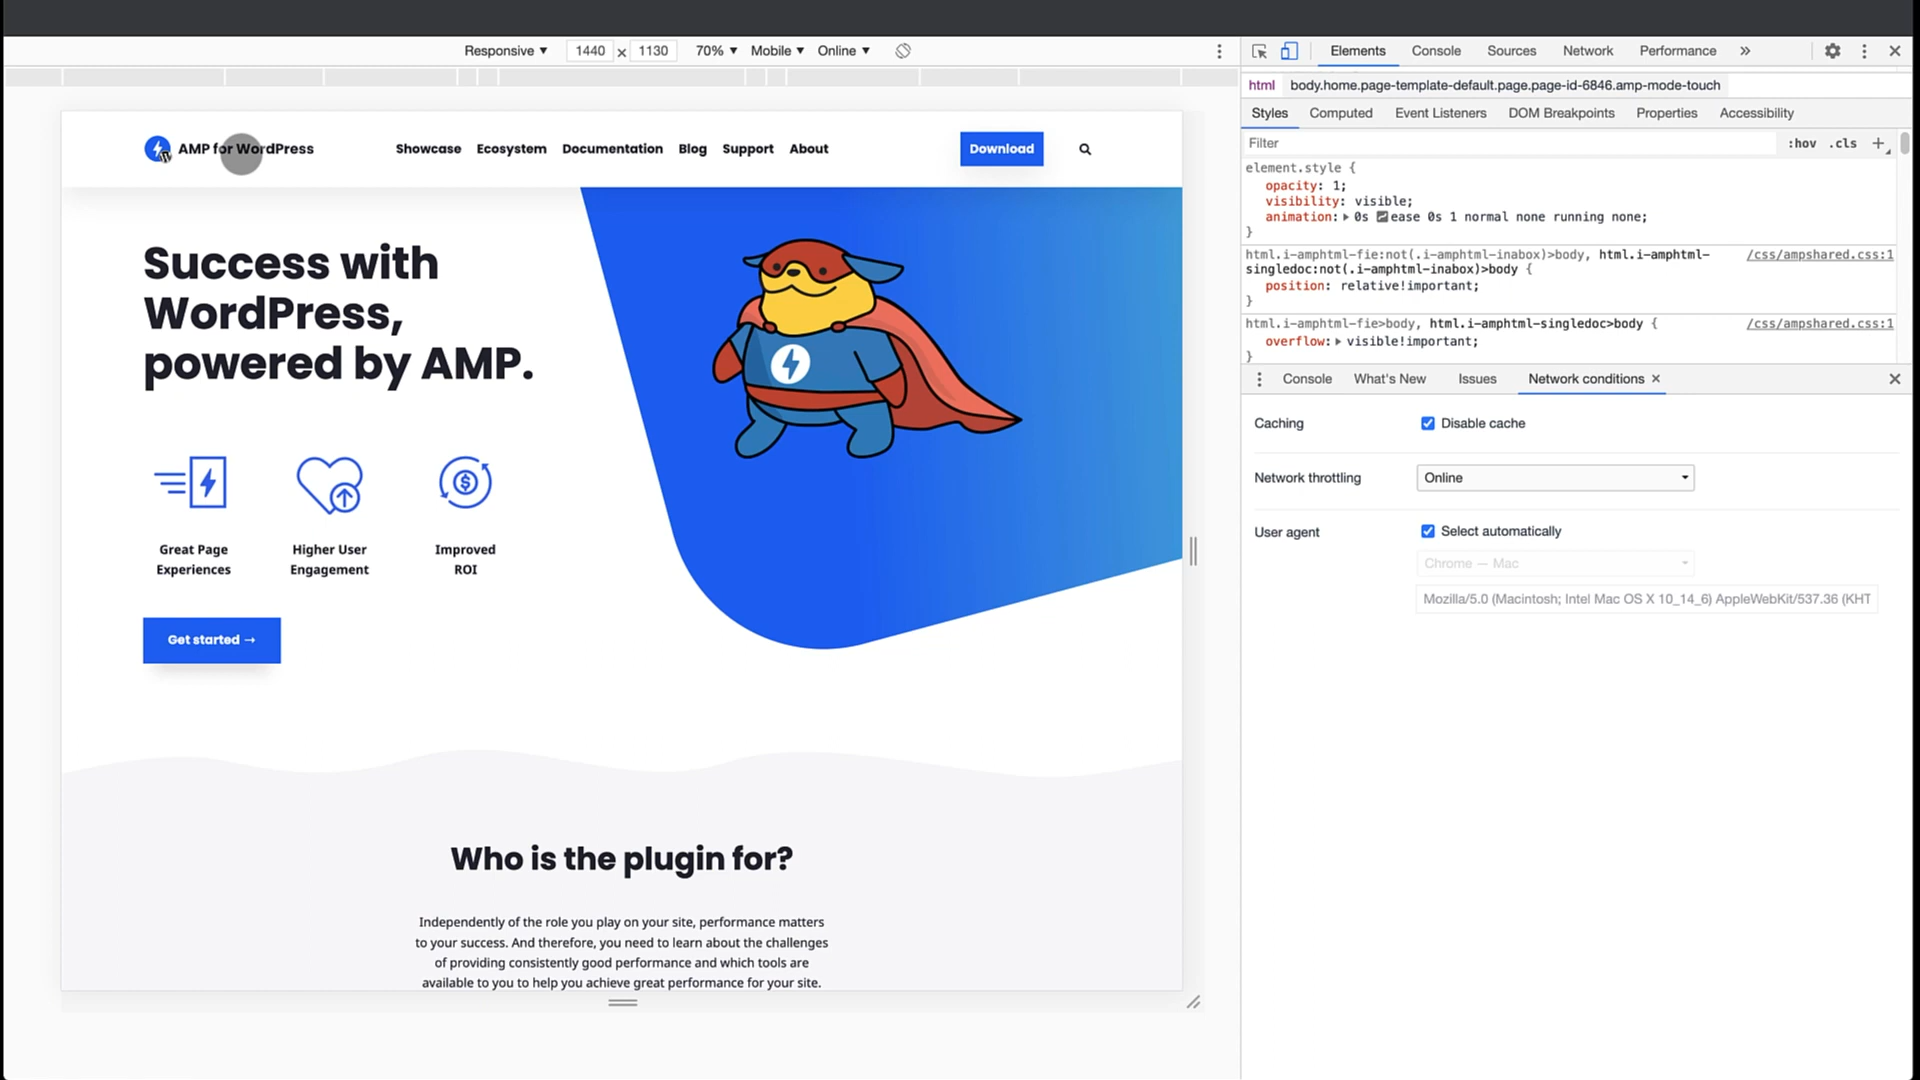 Responsive 1440 x 1130 70% Mobile Online
AMP for WordPress
Showcase Ecosystem Documentation Blog Support About
Download
Success with
WordPress,
powered by AMP.
Great Page
Experiences
Higher User
Engagement
Improved
ROI
Get started →
Who is the plugin for?
Independently of the role you play on your site, performance matters
to your success. And therefore, you need to learn about the challenges
of providing consistently good performance and which tools are
available to you to help you achieve great performance for your site.
Elements Console Sources Network Performance »
html body.home.page-template-default.page.page-id-6846.amp-mode-touch
Styles Computed Event Listeners DOM Breakpoints Properties Accessibility
Filter :hov .cls +
element.style {
opacity: 1;
visibility: visible;
animation: 0s ease 0s 1 normal none running none;
}
html.i-amphtml-fie:not(.i-amphtml-inabox)>body, html.i-amphtml- /css/ampshared.css:1
singledoc:not(.i-amphtml-inabox)>body {
position: relative!important;
}
html.i-amphtml-fie>body, html.i-amphtml-singledoc>body { /css/ampshared.css:1
overflow: visible!important;
}
Console What's New Issues Network conditions ×
Caching Disable cache
Network throttling Online
User agent Select automatically
Chrome — Mac
Mozilla/5.0 (Macintosh; Intel Mac OS X 10_14_6) AppleWebKit/537.36 (KHT